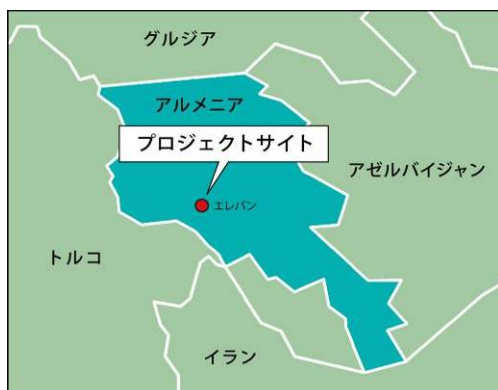 グルジア
アルメニア
プロジェクトサイト
アゼルバイジャン
エレバン
トルコ
イラン